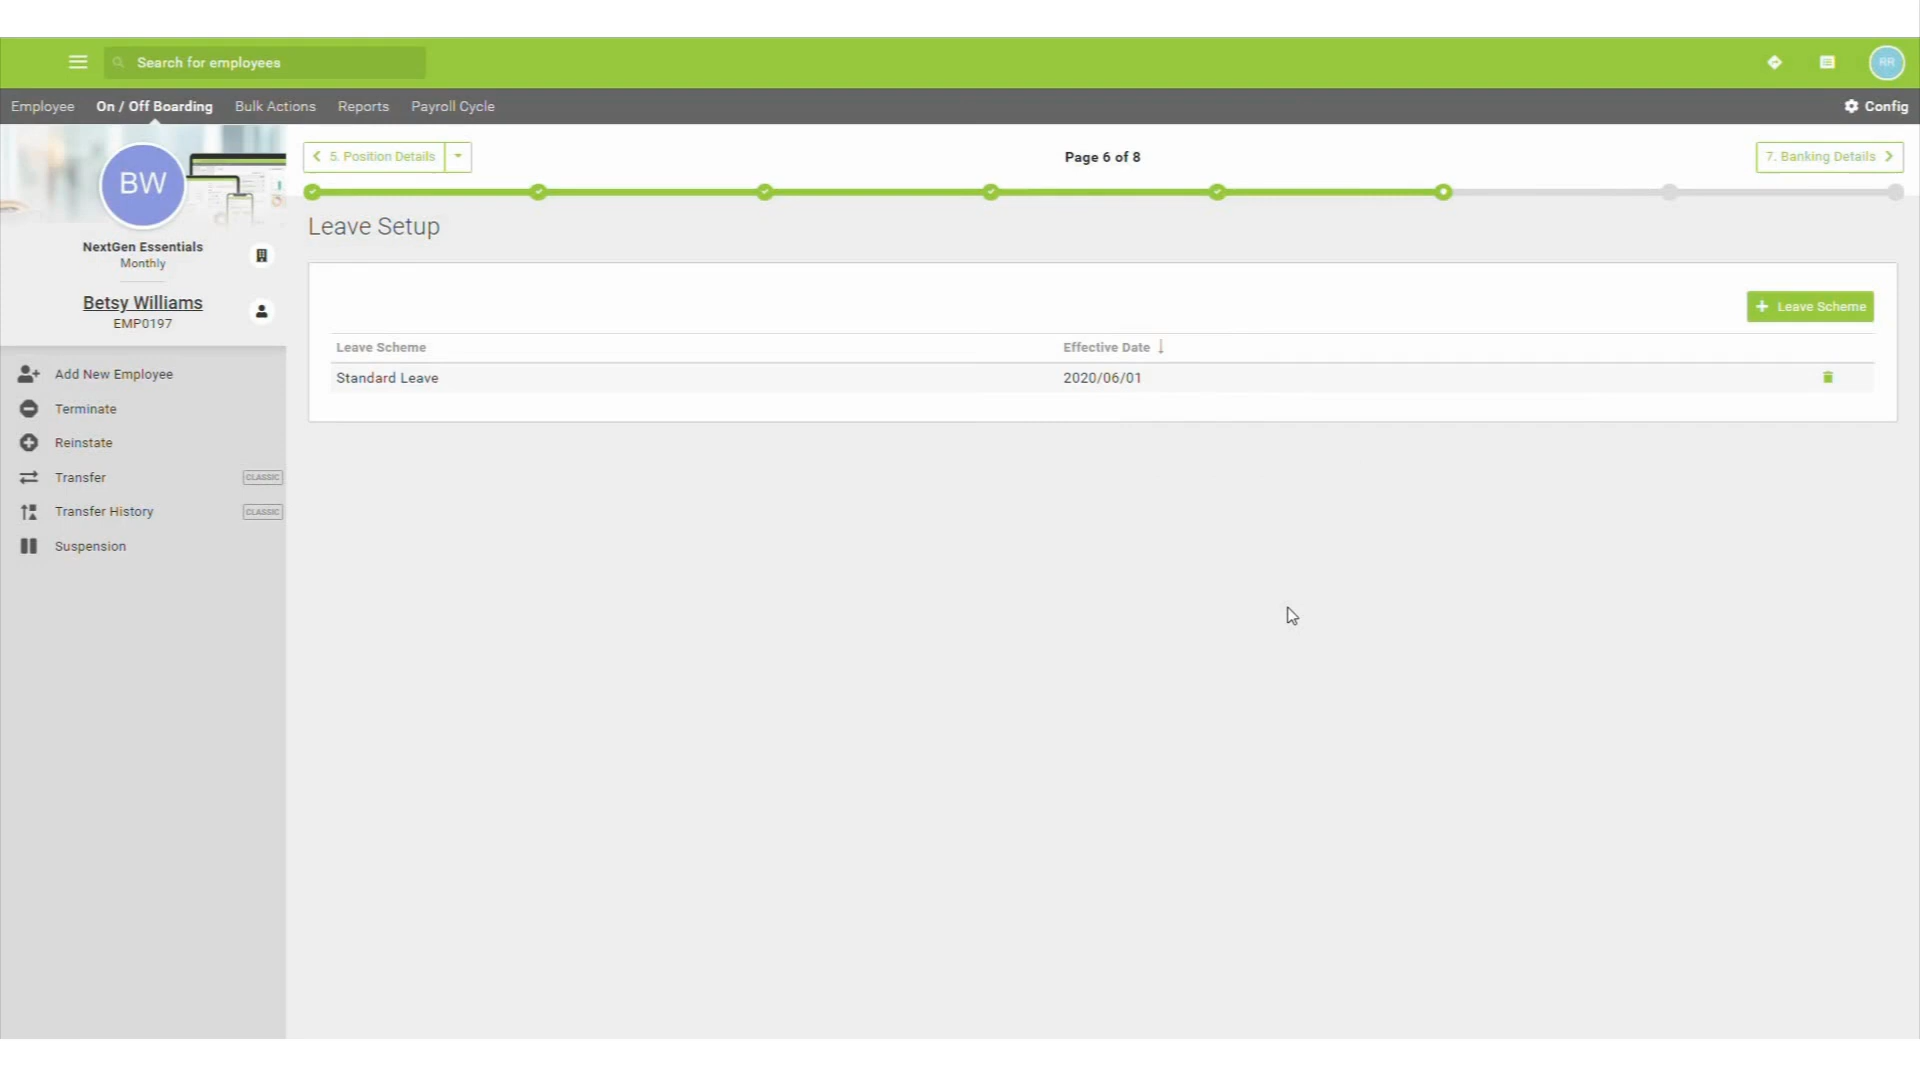 Search for employees
RR
Employee
On / Off Boarding
Bulk Actions
Reports
Payroll Cycle
Config
BW
NextGen Essentials
Monthly
Betsy Williams
EMP0197
Add New Employee
Terminate
Reinstate
Transfer
CLASSIC
Transfer History
CLASSIC
Suspension
5. Position Details
Page 6 of 8
7. Banking Details
Leave Setup
+ Leave Scheme
Leave Scheme
Effective Date ↓
Standard Leave
2020/06/01